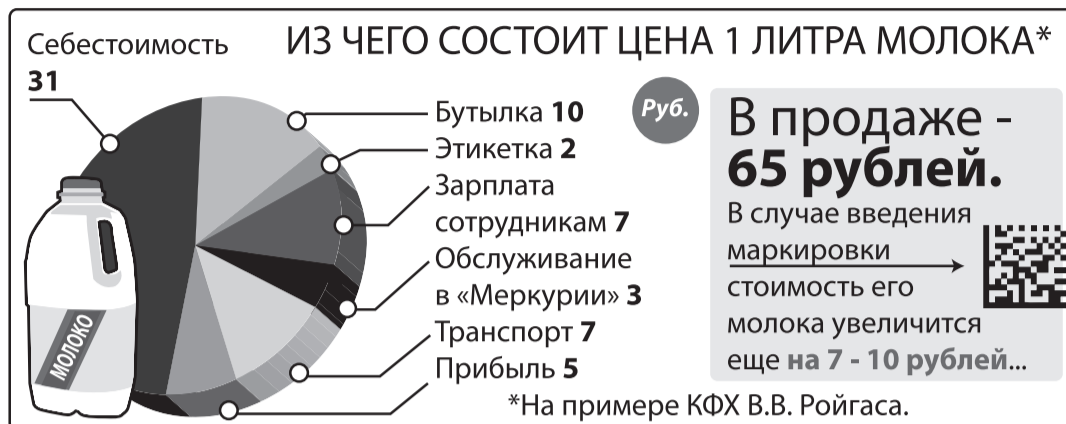 ИЗ ЧЕГО СОСТОИТ ЦЕНА 1 ЛИТРА МОЛОКА*
Себестоимость
31
Бутылка 10
Этикетка 2
Зарплата
сотрудникам 7
Обслуживание
в «Меркурии» 3
Транспорт 7
Прибыль 5
МОЛОКО
Руб.
В продаже -
65 рублей.
В случае введения
маркировки
стоимость его
молока увеличится
еще на 7 - 10 рублей...
*На примере КФХ В.В. Ройгаса.